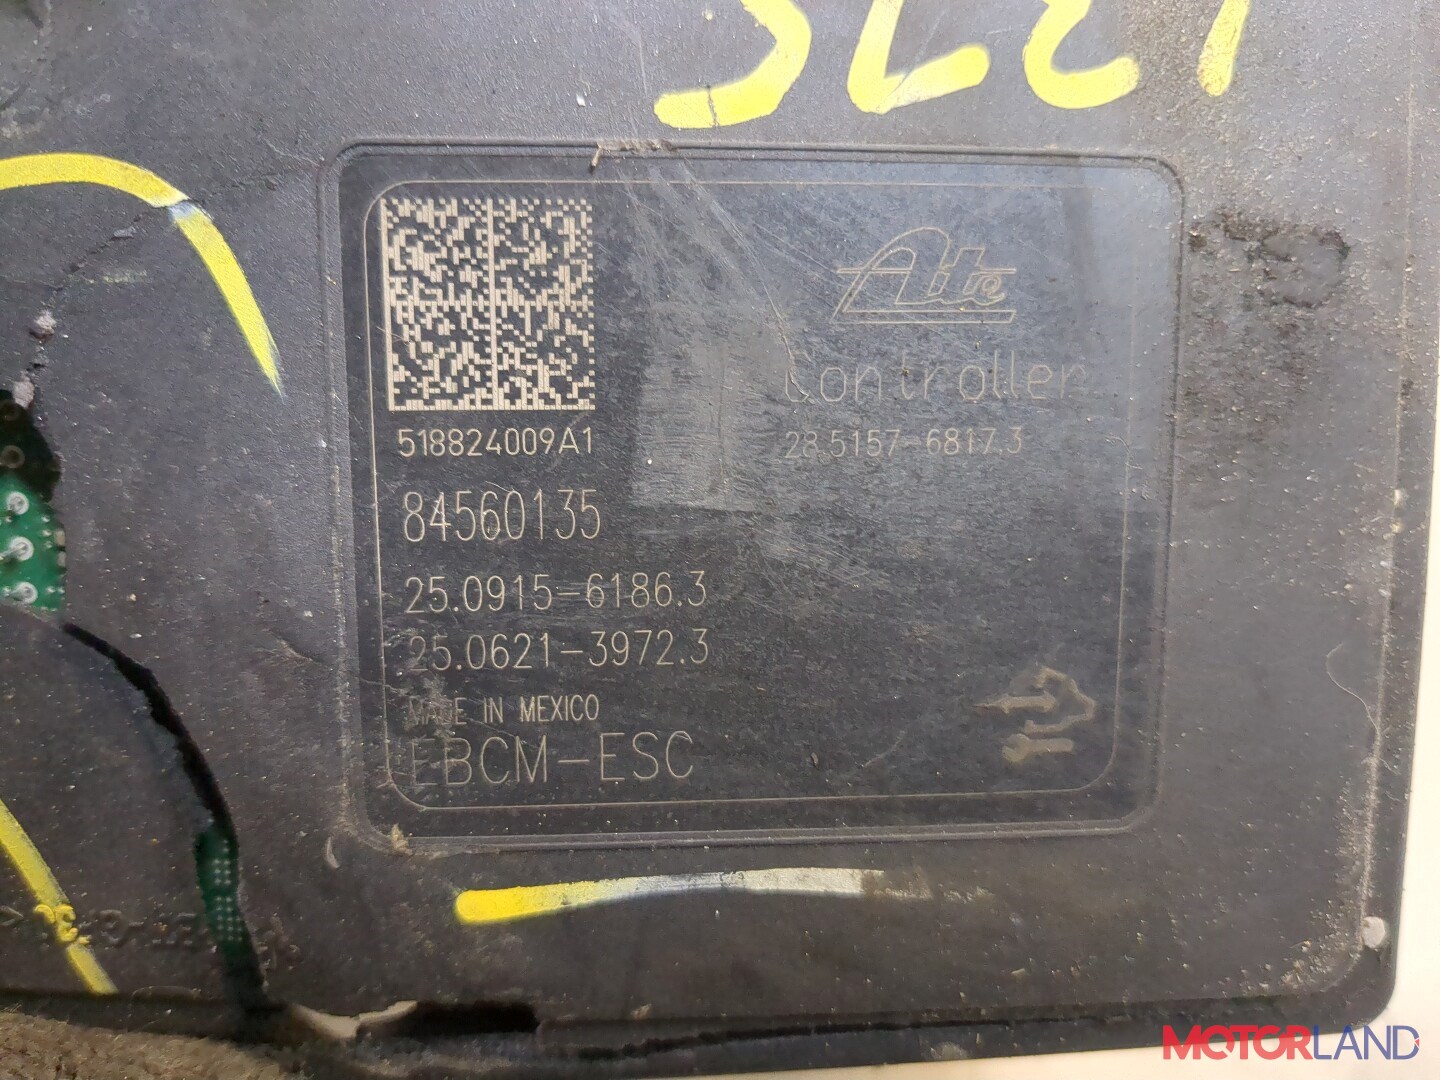 Ate
Controller
518824009A1
28.5157-6817.3
84560135
25.0915-6186.3
25.0621-3972.3
MADE IN MEXICO
EBCM-ESC
MOTORLAND